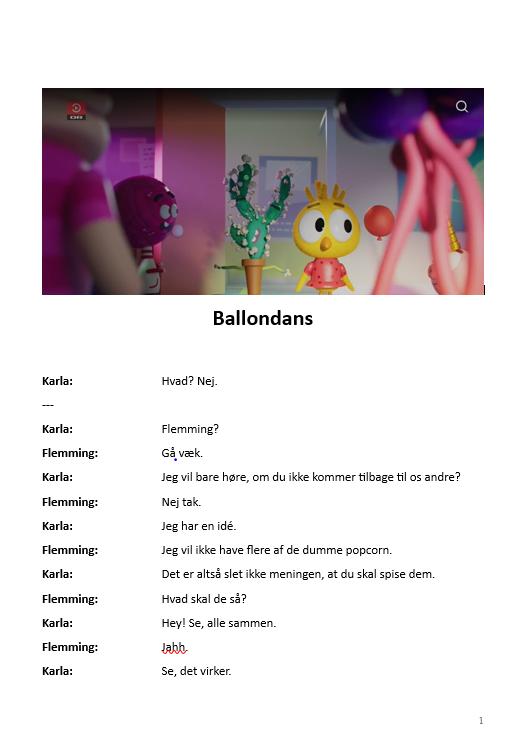 DR
Ballondans
Karla: Hvad? Nej.
---
Karla: Flemming?
Flemming: Gå væk.
Karla: Jeg vil bare høre, om du ikke kommer tilbage til os andre?
Flemming: Nej tak.
Karla: Jeg har en idé.
Flemming: Jeg vil ikke have flere af de dumme popcorn.
Karla: Det er altså slet ikke meningen, at du skal spise dem.
Flemming: Hvad skal de så?
Karla: Hey! Se, alle sammen.
Flemming: Jahh.
Karla: Se, det virker.
1